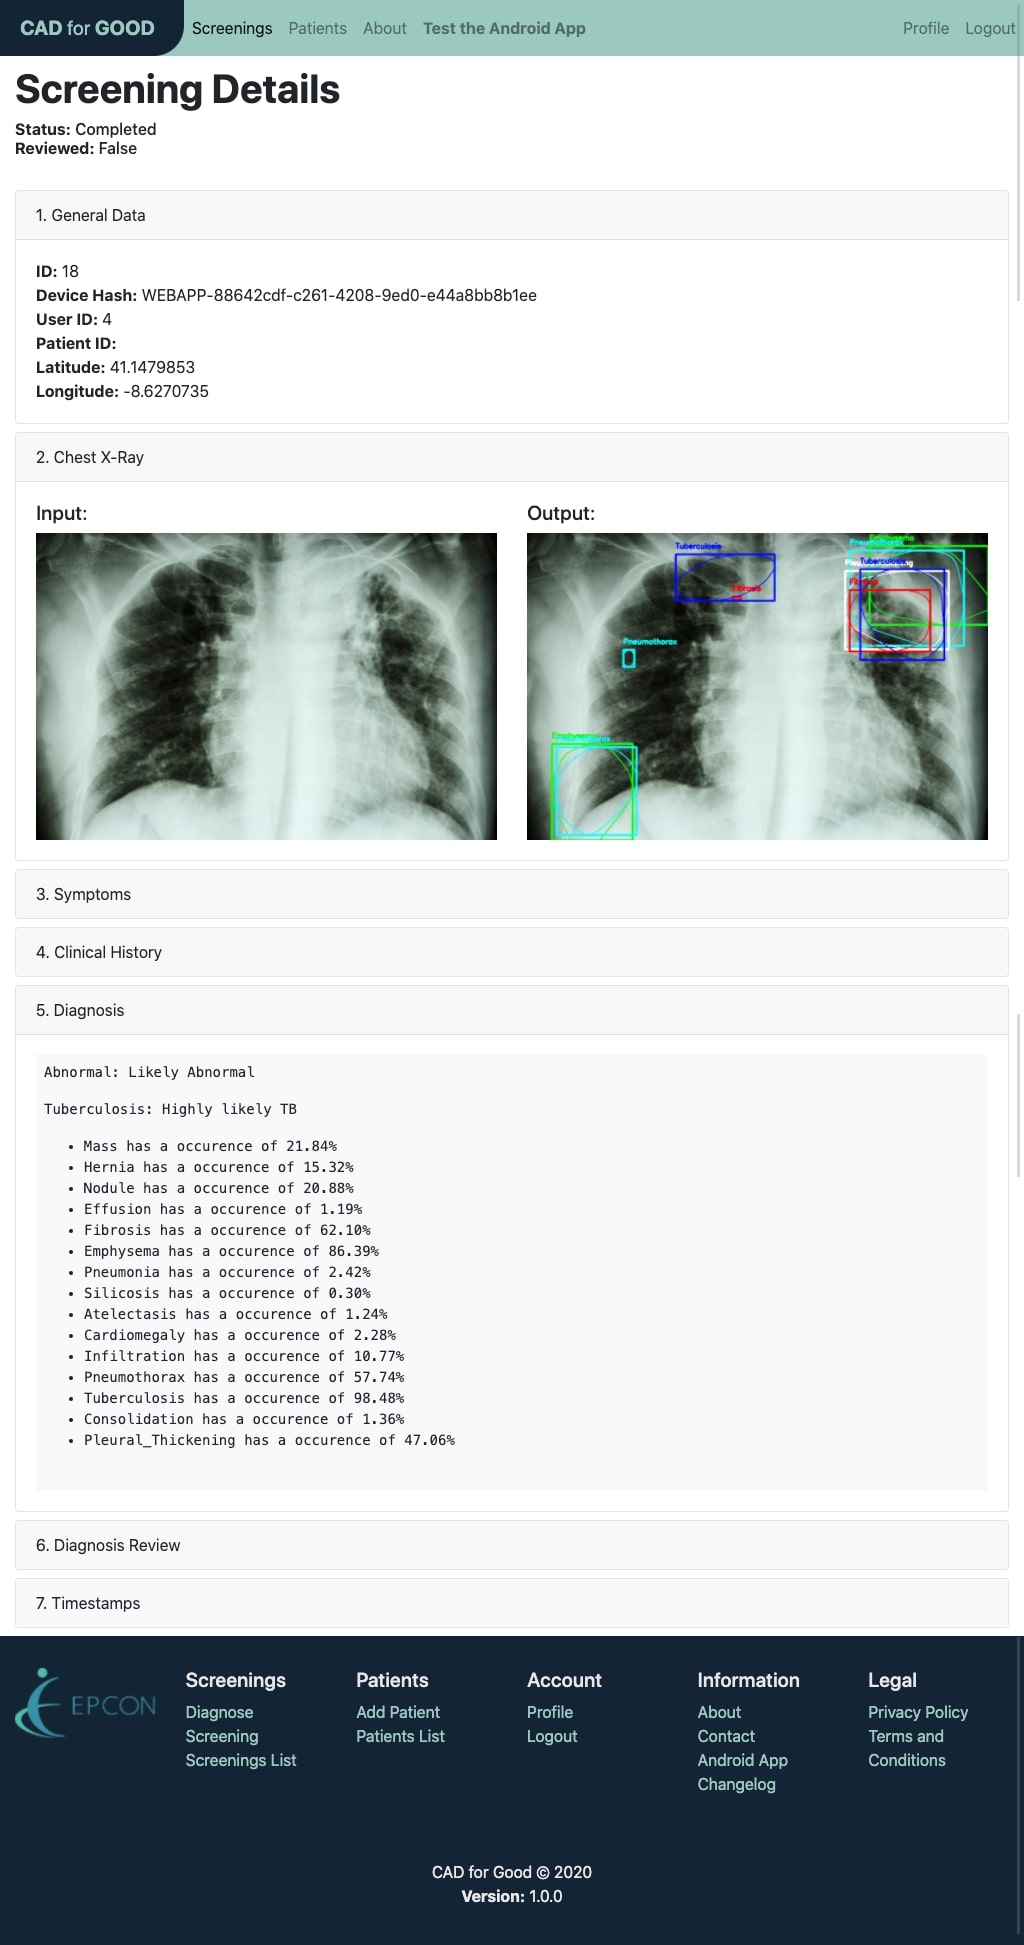 CAD for GOOD
Screenings
Patients
About
Test the Android App
Profile
Logout
Screening Details
Status: Completed
Reviewed: False
1. General Data
ID: 18
Device Hash: WEBAPP-88642cdf-c261-4208-9ed0-e44a8bb8b1ee
User ID: 4
Patient ID:
Latitude: 41.1479853
Longitude: -8.6270735
2. Chest X-Ray
Input:
Output:
Tuberculosis
Fibrosis
Pneumothorax
Emphysema
Pneumothorax
Tuberculosis
Emphysema
3. Symptoms
4. Clinical History
5. Diagnosis
Abnormal: Likely Abnormal
Tuberculosis: Highly likely TB
• Mass has a occurence of 21.84%
• Hernia has a occurence of 15.32%
• Nodule has a occurence of 20.88%
• Effusion has a occurence of 1.19%
• Fibrosis has a occurence of 62.10%
• Emphysema has a occurence of 86.39%
• Pneumonia has a occurence of 2.42%
• Silicosis has a occurence of 0.30%
• Atelectasis has a occurence of 1.24%
• Cardiomegaly has a occurence of 2.28%
• Infiltration has a occurence of 10.77%
• Pneumothorax has a occurence of 57.74%
• Tuberculosis has a occurence of 98.48%
• Consolidation has a occurence of 1.36%
• Pleural_Thickening has a occurence of 47.06%
6. Diagnosis Review
7. Timestamps
EPCON
Screenings
Diagnose
Screening
Screenings List
Patients
Add Patient
Patients List
Account
Profile
Logout
Information
About
Contact
Android App
Changelog
Legal
Privacy Policy
Terms and
Conditions
CAD for Good © 2020
Version: 1.0.0